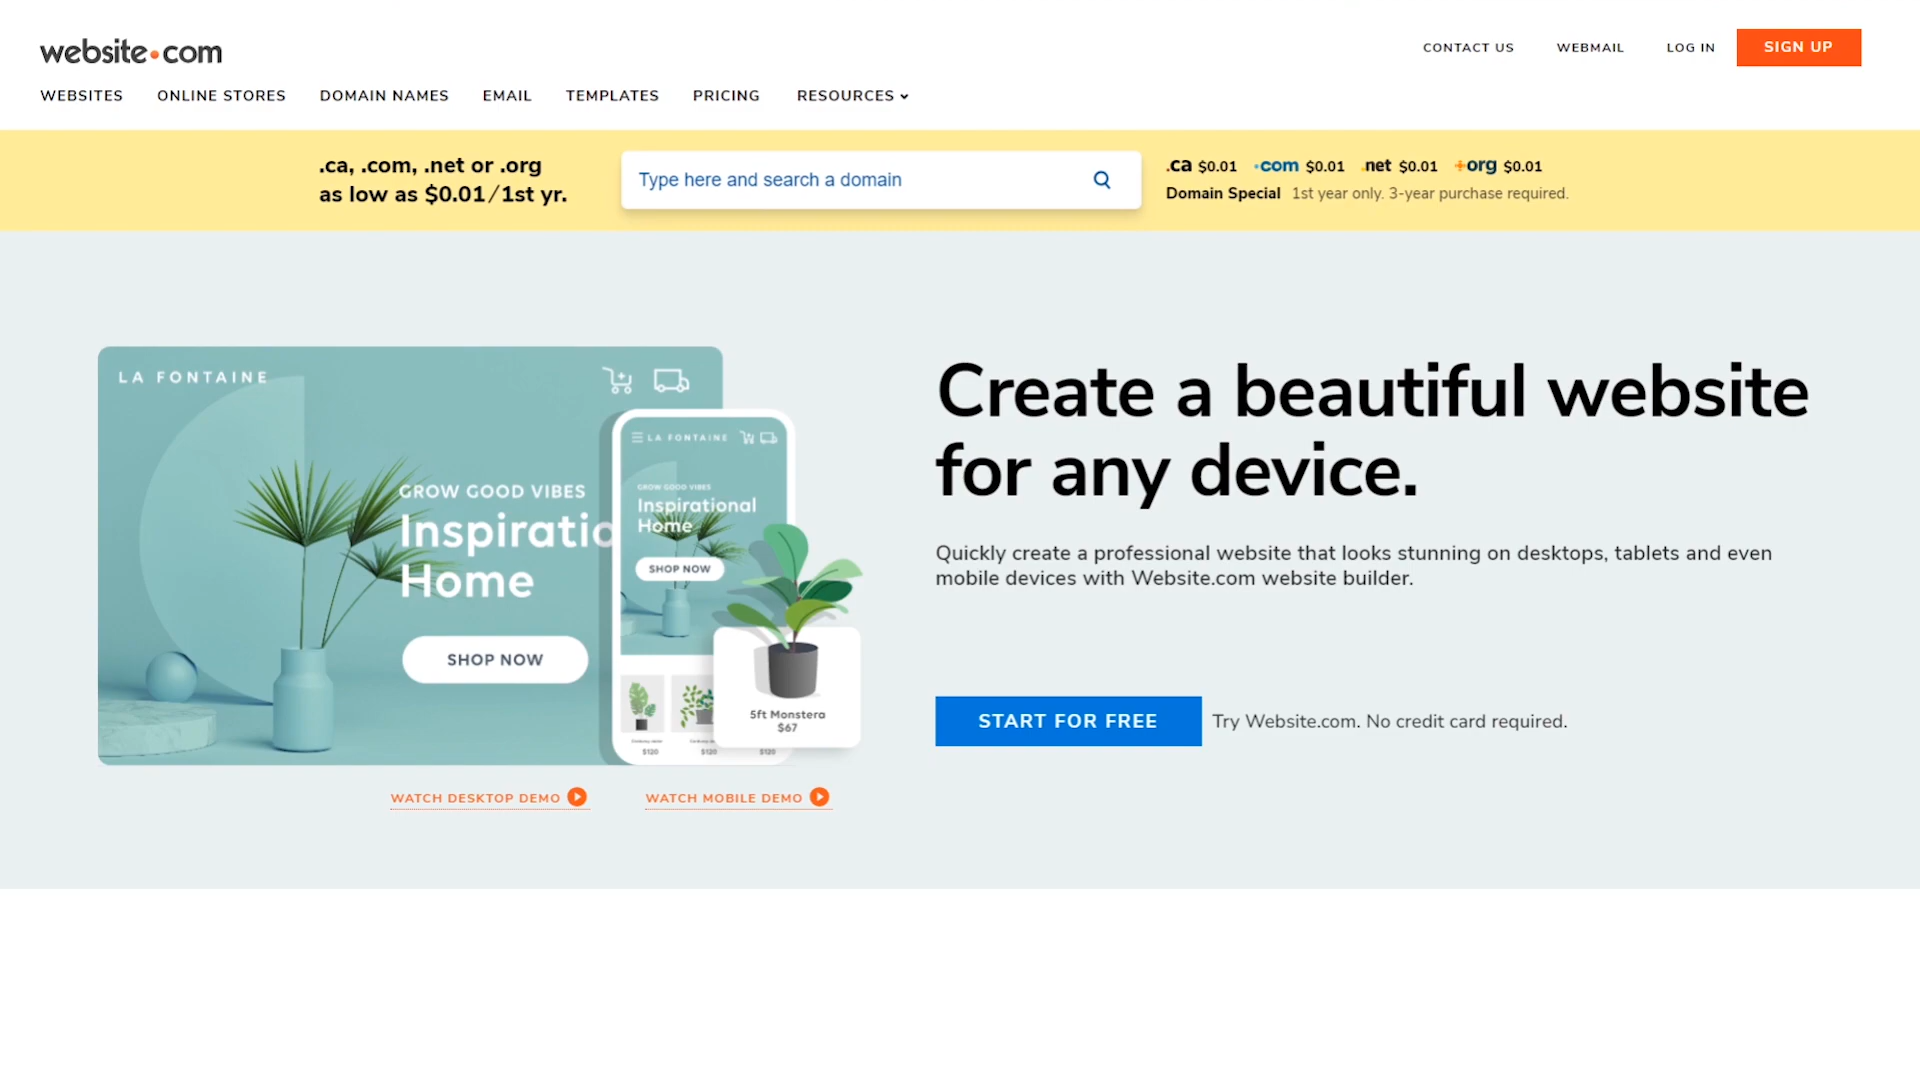 website.com
CONTACT US WEBMAIL LOG IN SIGN UP
WEBSITES ONLINE STORES DOMAIN NAMES EMAIL TEMPLATES PRICING RESOURCES
.ca, .com, .net or .org
as low as $0.01/1st yr.
Type here and search a domain
.ca $0.01 .com $0.01 .net $0.01 .org $0.01
Domain Special 1st year only. 3-year purchase required.
LA FONTAINE
GROW GOOD VIBES
Inspiratio
Home
SHOP NOW
LA FONTAINE
GROW GOOD VIBES
Inspirational
Home
SHOP NOW
5ft Monstera
$67
$120 $120 $120
WATCH DESKTOP DEMO
WATCH MOBILE DEMO
Create a beautiful website
for any device.
Quickly create a professional website that looks stunning on desktops, tablets and even
mobile devices with Website.com website builder.
START FOR FREE Try Website.com. No credit card required.